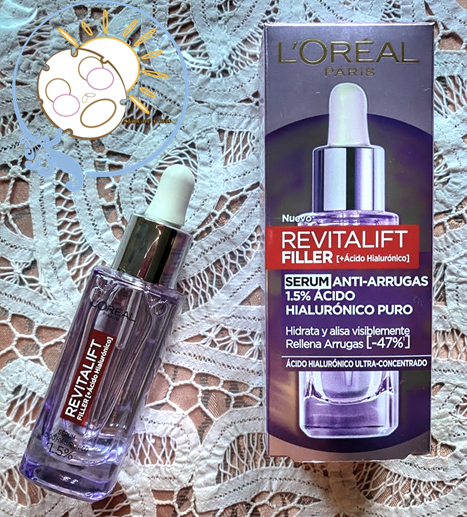 L'ORÉAL
PARIS
Nuevo
REVITALIFT
FILLER [+Ácido Hialurónico]
SERUM ANTI-ARRUGAS
1.5% ÁCIDO
HIALURÓNICO PURO
Hidrata y alisa visiblemente
Rellena Arrugas [-47%¹]
ÁCIDO HIALURÓNICO ULTRA-CONCENTRADO
L'ORÉAL
REVITALIFT
FILLER [+Ácido Hialurónico]
1.5%